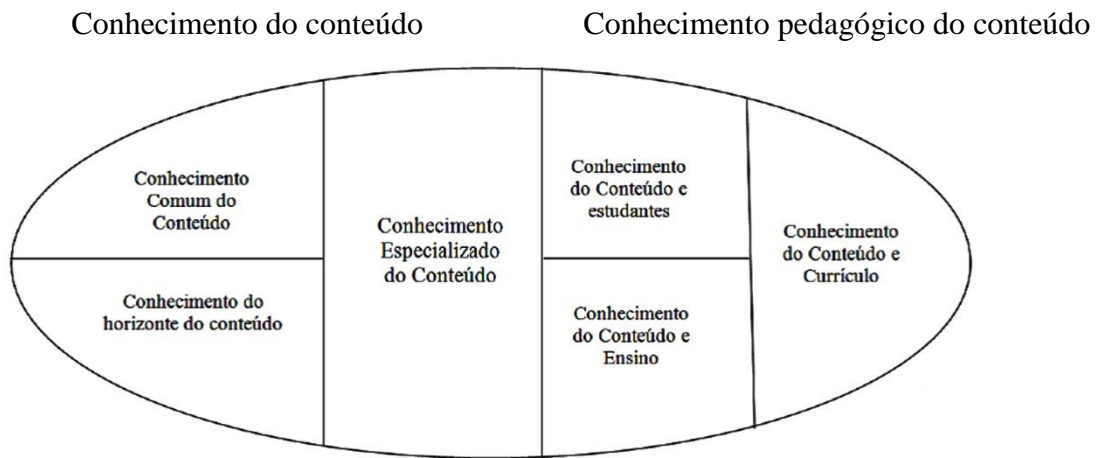 Conhecimento do conteúdo
Conhecimento pedagógico do conteúdo
Conhecimento
Comum do
Conteúdo
Conhecimento do
horizonte do conteúdo
Conhecimento
Especializado
do Conteúdo
Conhecimento
do Conteúdo e
estudantes
Conhecimento
do Conteúdo e
Ensino
Conhecimento
do Conteúdo e
Currículo